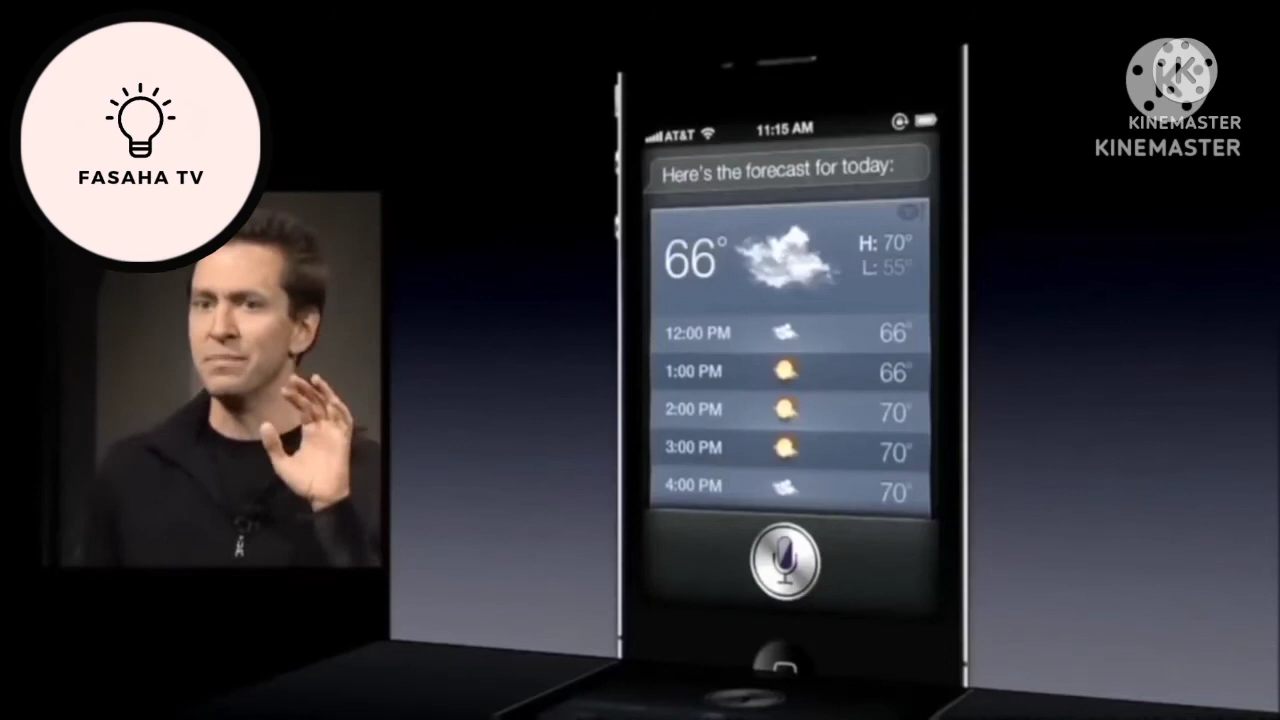 FASAHA TV
KINEMASTER
KINEMASTER
AT&T 11:15 AM
Here's the forecast for today:
66° H: 70°
L: 55°
12:00 PM 66°
1:00 PM 66°
2:00 PM 70°
3:00 PM 70°
4:00 PM 70°